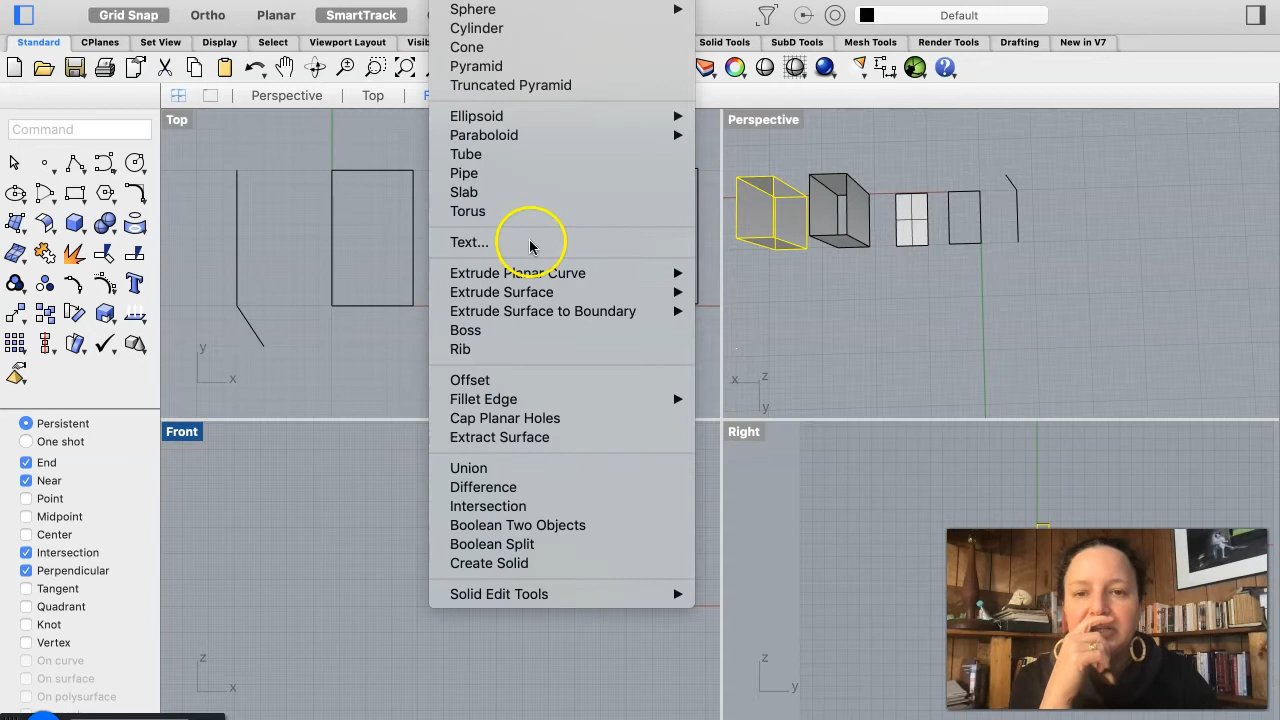 Grid Snap
Ortho
Planar
SmartTrack
Default
Standard
CPlanes
Set View
Display
Select
Viewport Layout
Solid Tools
SubD Tools
Mesh Tools
Render Tools
Drafting
New in V7
Perspective
Top
Command
Top
Perspective
Front
Right
Sphere
Cylinder
Cone
Pyramid
Truncated Pyramid
Ellipsoid
Paraboloid
Tube
Pipe
Slab
Torus
Text...
Extrude Planar Curve
Extrude Surface
Extrude Surface to Boundary
Boss
Rib
Offset
Fillet Edge
Cap Planar Holes
Extract Surface
Union
Difference
Intersection
Boolean Two Objects
Boolean Split
Create Solid
Solid Edit Tools
Persistent
One shot
End
Near
Point
Midpoint
Center
Intersection
Perpendicular
Tangent
Quadrant
Knot
Vertex
On curve
On surface
On polysurface
y
x
x z
y
z
x
z
y